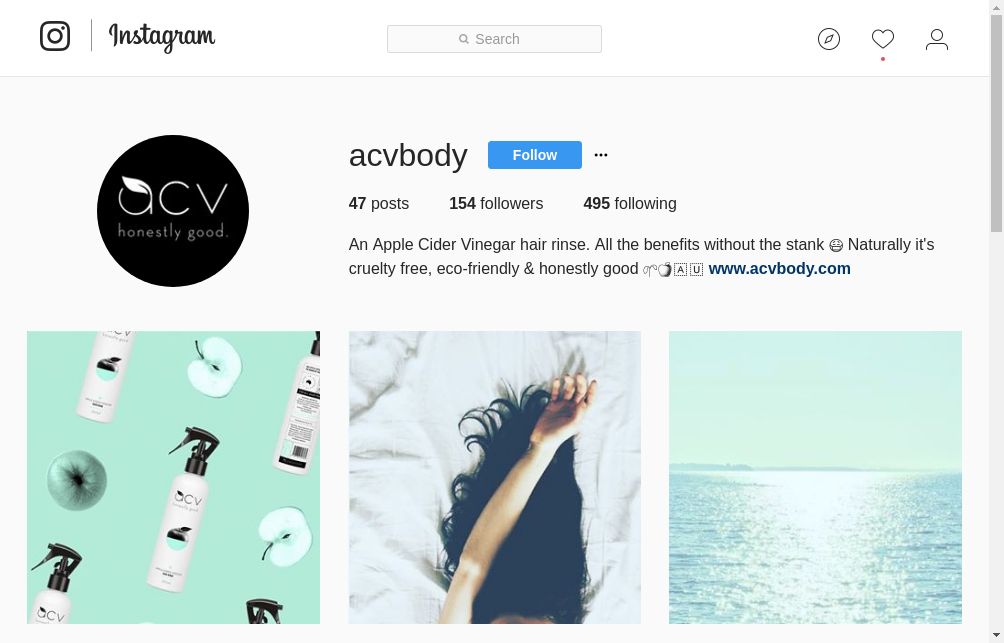 Instagram
Search
acvbody
Follow
47 posts
154 followers
495 following
acv
honestly good.
An Apple Cider Vinegar hair rinse. All the benefits without the stank 😷 Naturally it's
cruelty free, eco-friendly & honestly good 🌱🍎🇦🇺 www.acvbody.com
acv
honestly good.
acv